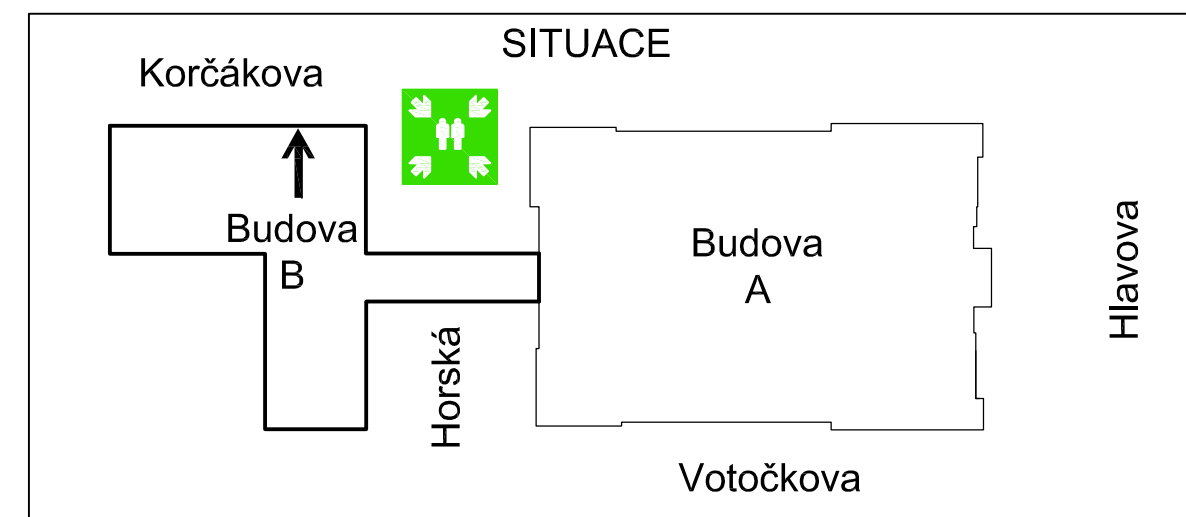 SITUACE
Korčákova
Budova
B
Budova
A
Horská
Hlavova
Votočkova